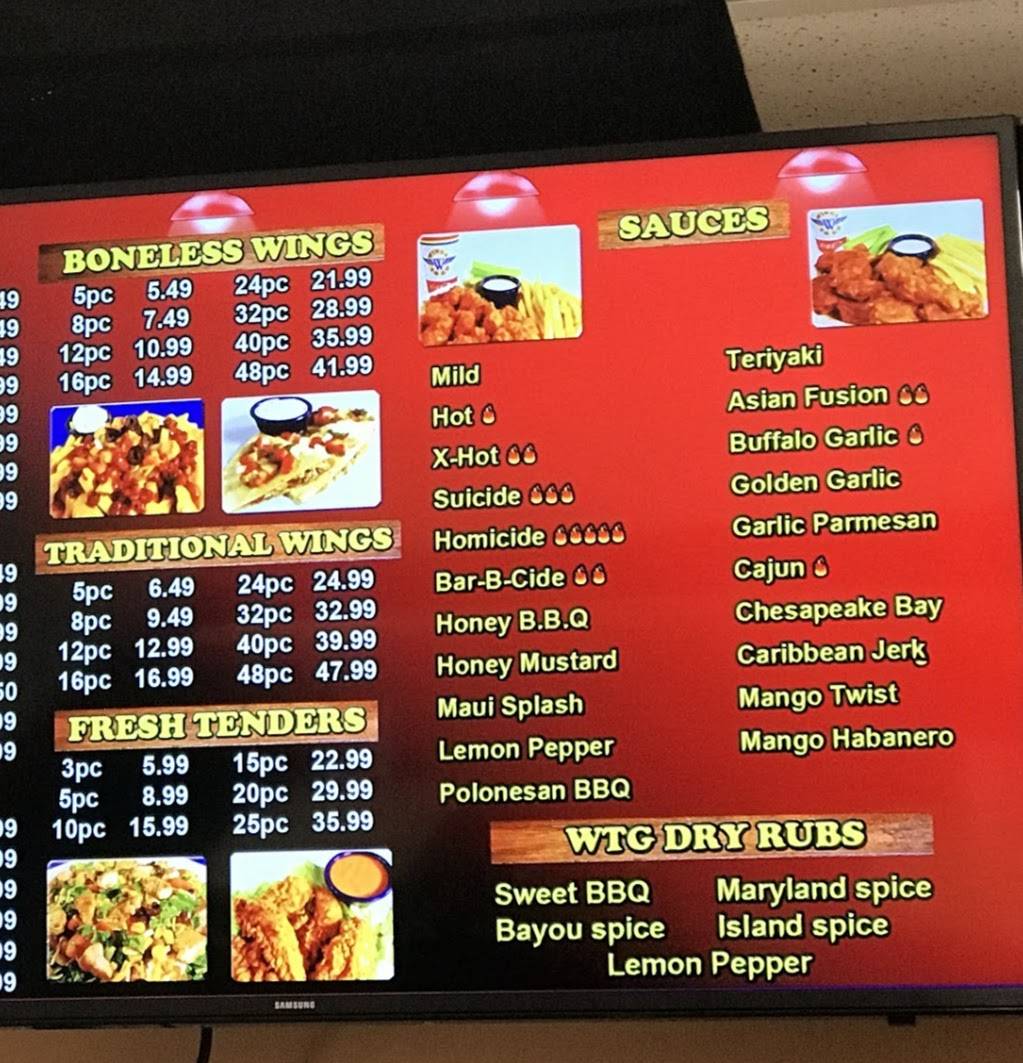 BONELESS WINGS
5pc 5.49 24pc 21.99
8pc 7.49 32pc 28.99
12pc 10.99 40pc 35.99
16pc 14.99 48pc 41.99
TRADITIONAL WINGS
5pc 6.49 24pc 24.99
8pc 9.49 32pc 32.99
12pc 12.99 40pc 39.99
16pc 16.99 48pc 47.99
FRESH TENDERS
3pc 5.99 15pc 22.99
5pc 8.99 20pc 29.99
10pc 15.99 25pc 35.99
SAUCES
Mild
Hot
X-Hot
Suicide
Homicide
Bar-B-Cide
Honey B.B.Q
Honey Mustard
Maui Splash
Lemon Pepper
Polonesan BBQ
Teriyaki
Asian Fusion
Buffalo Garlic
Golden Garlic
Garlic Parmesan
Cajun
Chesapeake Bay
Caribbean Jerk
Mango Twist
Mango Habanero
WTG DRY RUBS
Sweet BBQ Maryland spice
Bayou spice Island spice
Lemon Pepper
SAMSUNG